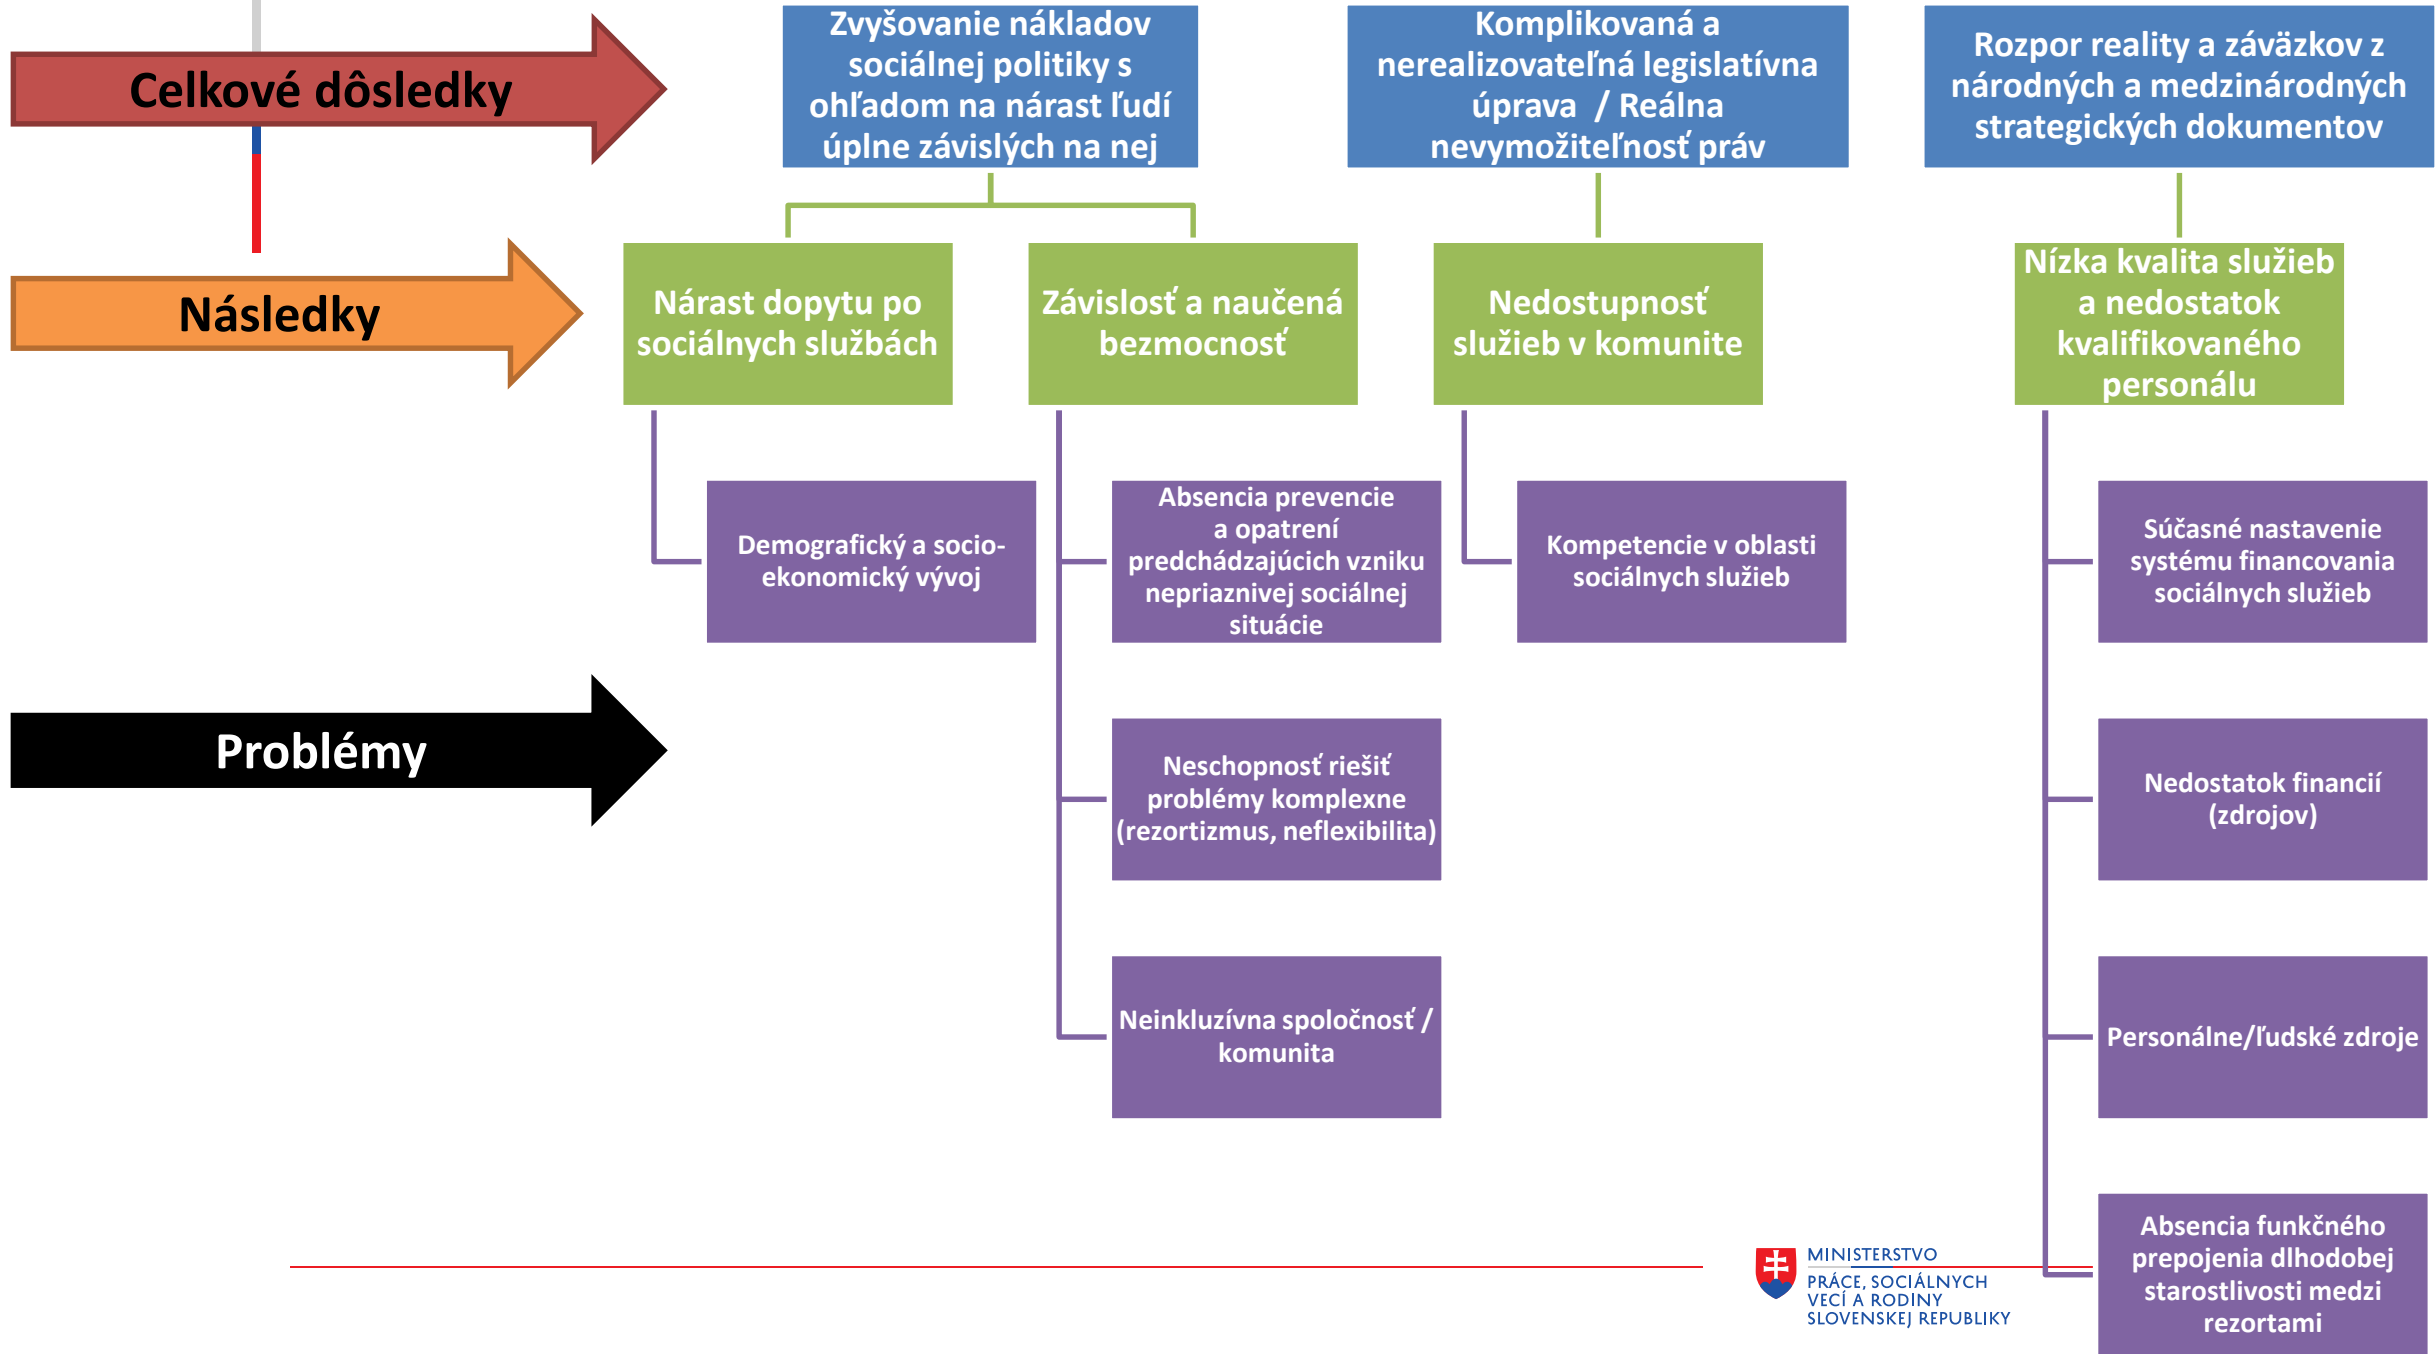 Celkové dôsledky
Zvyšovanie nákladov
sociálnej politiky s
ohľadom na nárast ľudí
úplne závislých na nej
Komplikovaná a
nerealizovateľná legislatívna
úprava / Reálna
nevymožiteľnosť práv
Rozpor reality a záväzkov z
národných a medzinárodných
strategických dokumentov
Následky
Nárast dopytu po
sociálnych službách
Závislosť a naučená
bezmocnosť
Nedostupnosť
služieb v komunite
Nízka kvalita služieb
a nedostatok
kvalifikovaného
personálu
Problémy
Demografický a socio-
ekonomický vývoj
Absencia prevencie
a opatrení
predchádzajúcich vzniku
nepriaznivej sociálnej
situácie
Neschopnosť riešiť
problémy komplexne
(rezortizmus, neflexibilita)
Neinkluzívna spoločnosť /
komunita
Kompetencie v oblasti
sociálnych služieb
Súčasné nastavenie
systému financovania
sociálnych služieb
Nedostatok financií
(zdrojov)
Personálne/ľudské zdroje
Absencia funkčného
prepojenia dlhodobej
starostlivosti medzi
rezortami
MINISTERSTVO
PRÁCE, SOCIÁLNYCH
VECÍ A RODINY
SLOVENSKEJ REPUBLIKY